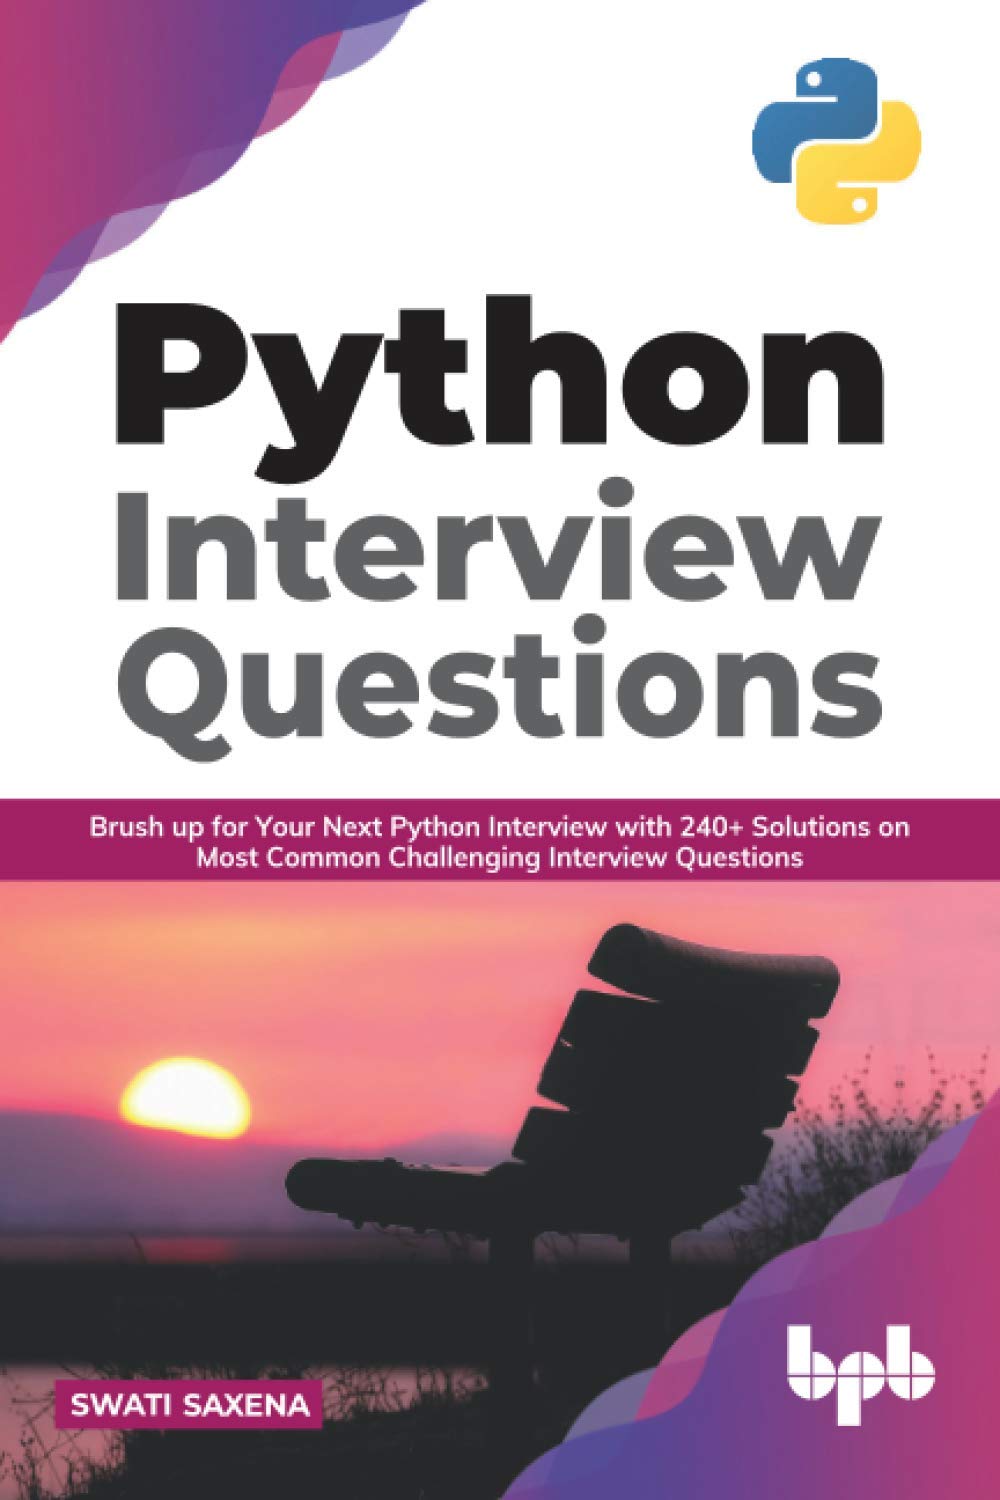 Python
Interview
Questions
Brush up for Your Next Python Interview with 240+ Solutions on
Most Common Challenging Interview Questions
SWATI SAXENA
bpb